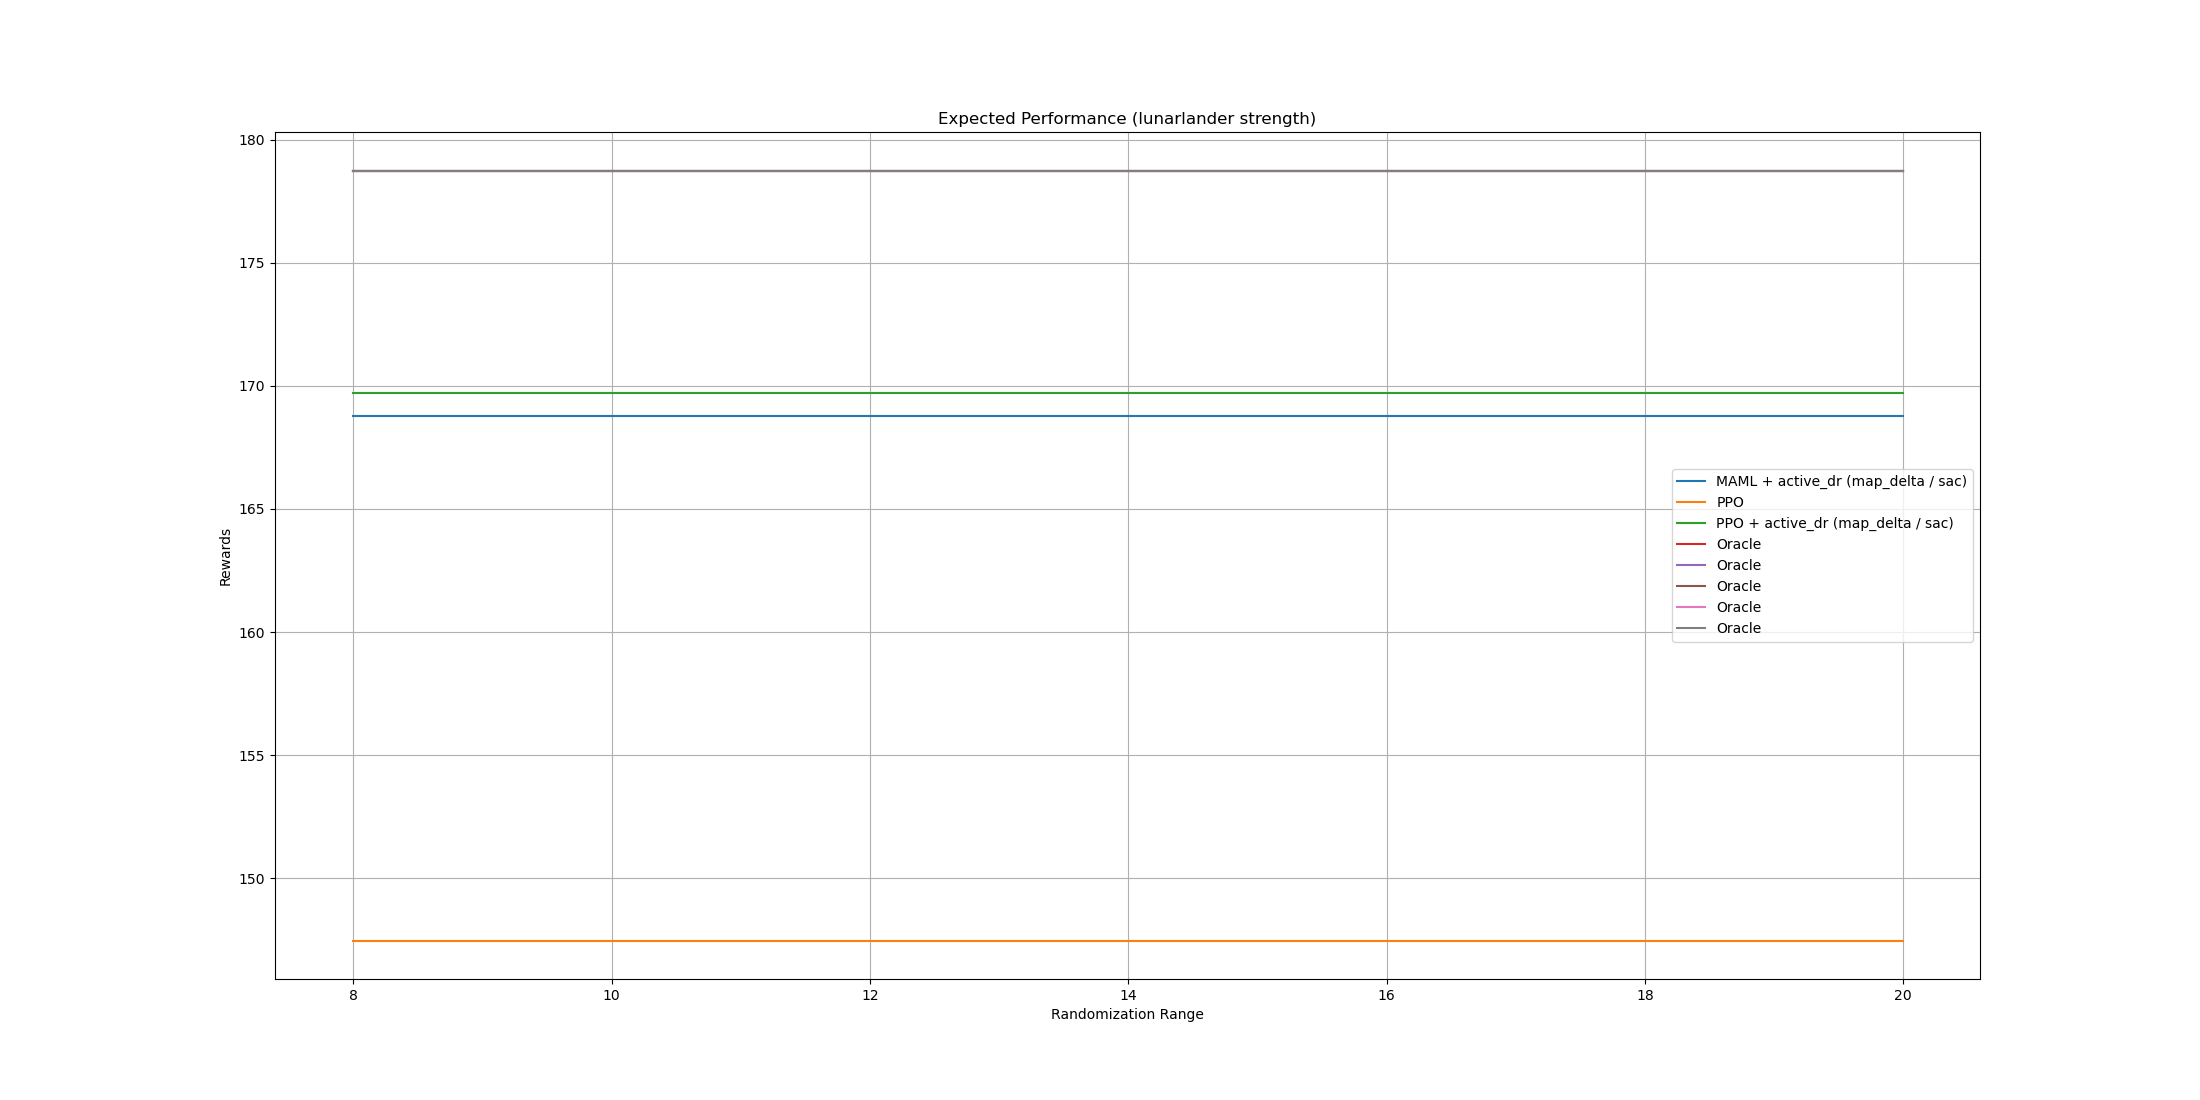 Expected Performance (lunarlander strength)
180
175
170
165
160
155
150
Rewards
MAML + active_dr (map_delta / sac)
PPO
PPO + active_dr (map_delta / sac)
Oracle
Oracle
Oracle
Oracle
Oracle
8 10 12 14 16 18 20
Randomization Range